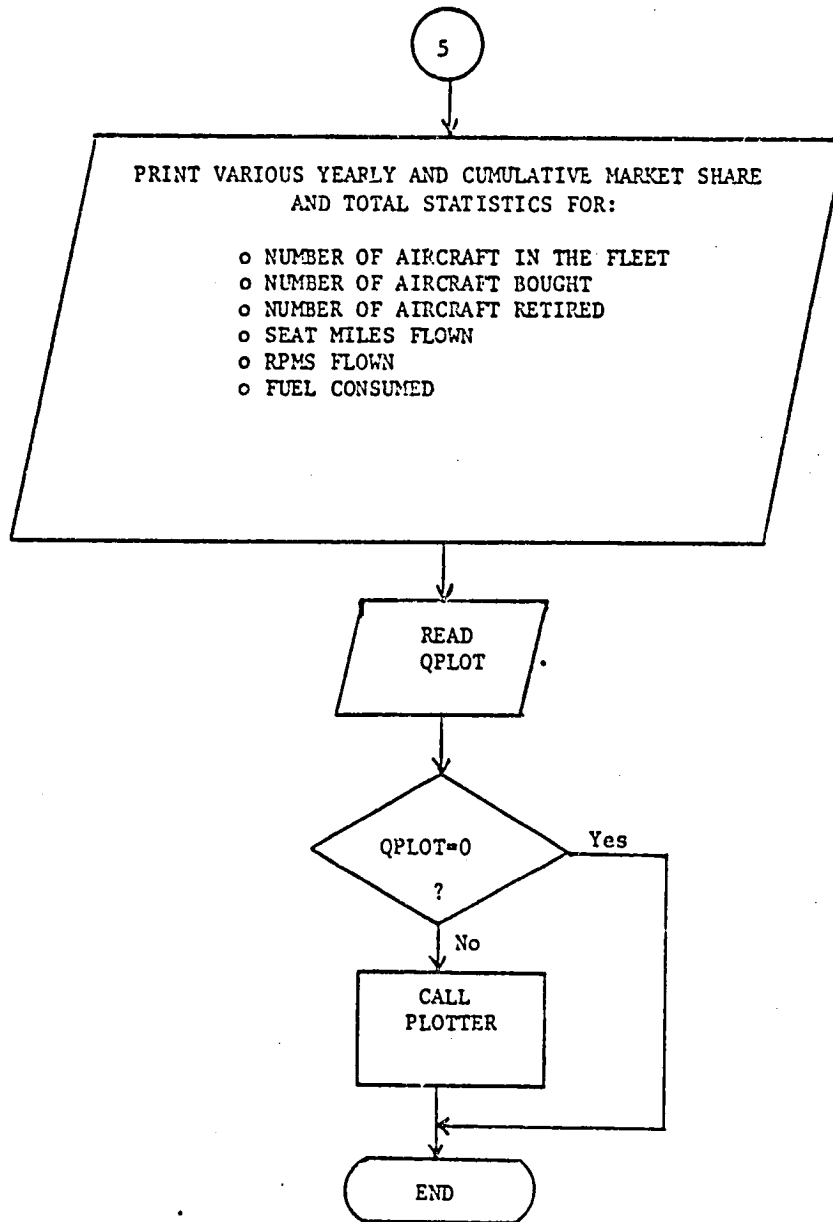 5
PRINT VARIOUS YEARLY AND CUMULATIVE MARKET SHARE
AND TOTAL STATISTICS FOR:
o NUMBER OF AIRCRAFT IN THE FLEET
o NUMBER OF AIRCRAFT BOUGHT
o NUMBER OF AIRCRAFT RETIRED
o SEAT MILES FLOWN
o RPMS FLOWN
o FUEL CONSUMED
READ
QPLOT
QPLOT=0
?
Yes
No
CALL
PLOTTER
END